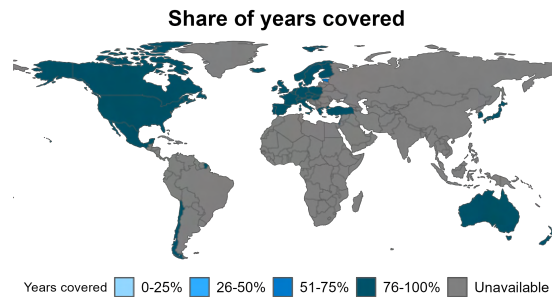 Share of years covered
Years covered 0-25% 26-50% 51-75% 76-100% Unavailable